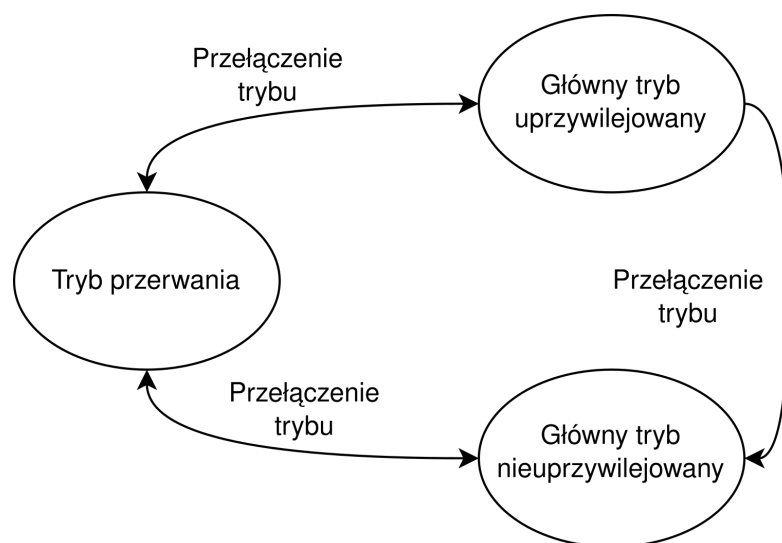 Przełączenie
trybu
Główny tryb
uprzywilejowany
Tryb przerwania
Przełączenie
trybu
Przełączenie
trybu
Główny tryb
nieuprzywilejowany